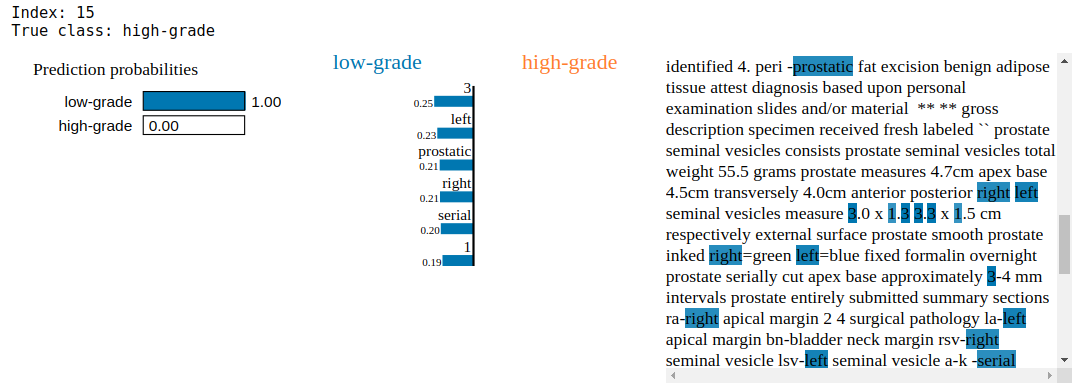 Index: 15
True class: high-grade
Prediction probabilities
low-grade 1.00
high-grade 0.00
low-grade high-grade
3
0.25
left
0.23
prostatic
0.21
right
0.21
serial
0.20
1
0.19
identified 4. peri -prostatic fat excision benign adipose
tissue attest diagnosis based upon personal
examination slides and/or material ** ** gross
description specimen received fresh labeled `` prostate
seminal vesicles consists prostate seminal vesicles total
weight 55.5 grams prostate measures 4.7cm apex base
4.5cm transversely 4.0cm anterior posterior right left
seminal vesicles measure 3.0 x 1.3 3.3 x 1.5 cm
respectively external surface prostate smooth prostate
inked right=green left=blue fixed formalin overnight
prostate serially cut apex base approximately 3-4 mm
intervals prostate entirely submitted summary sections
ra-right apical margin 2 4 surgical pathology la-left
apical margin bn-bladder neck margin rsv-right
seminal vesicle lsv-left seminal vesicle a-k -serial